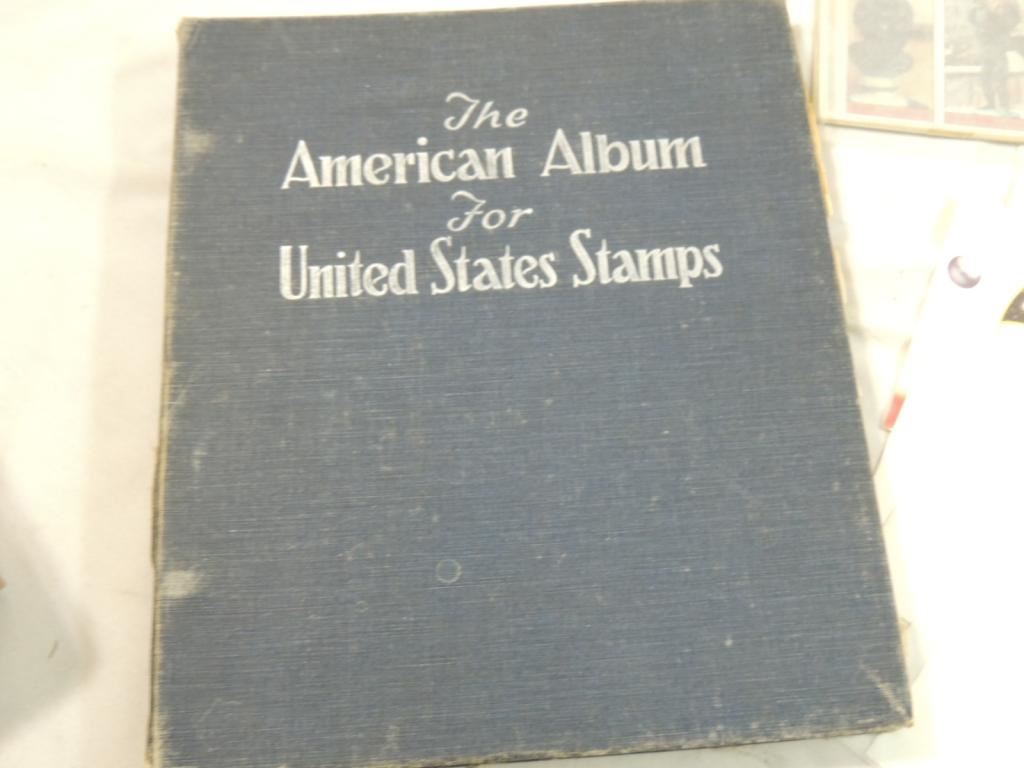 The
American Album
For
United States Stamps